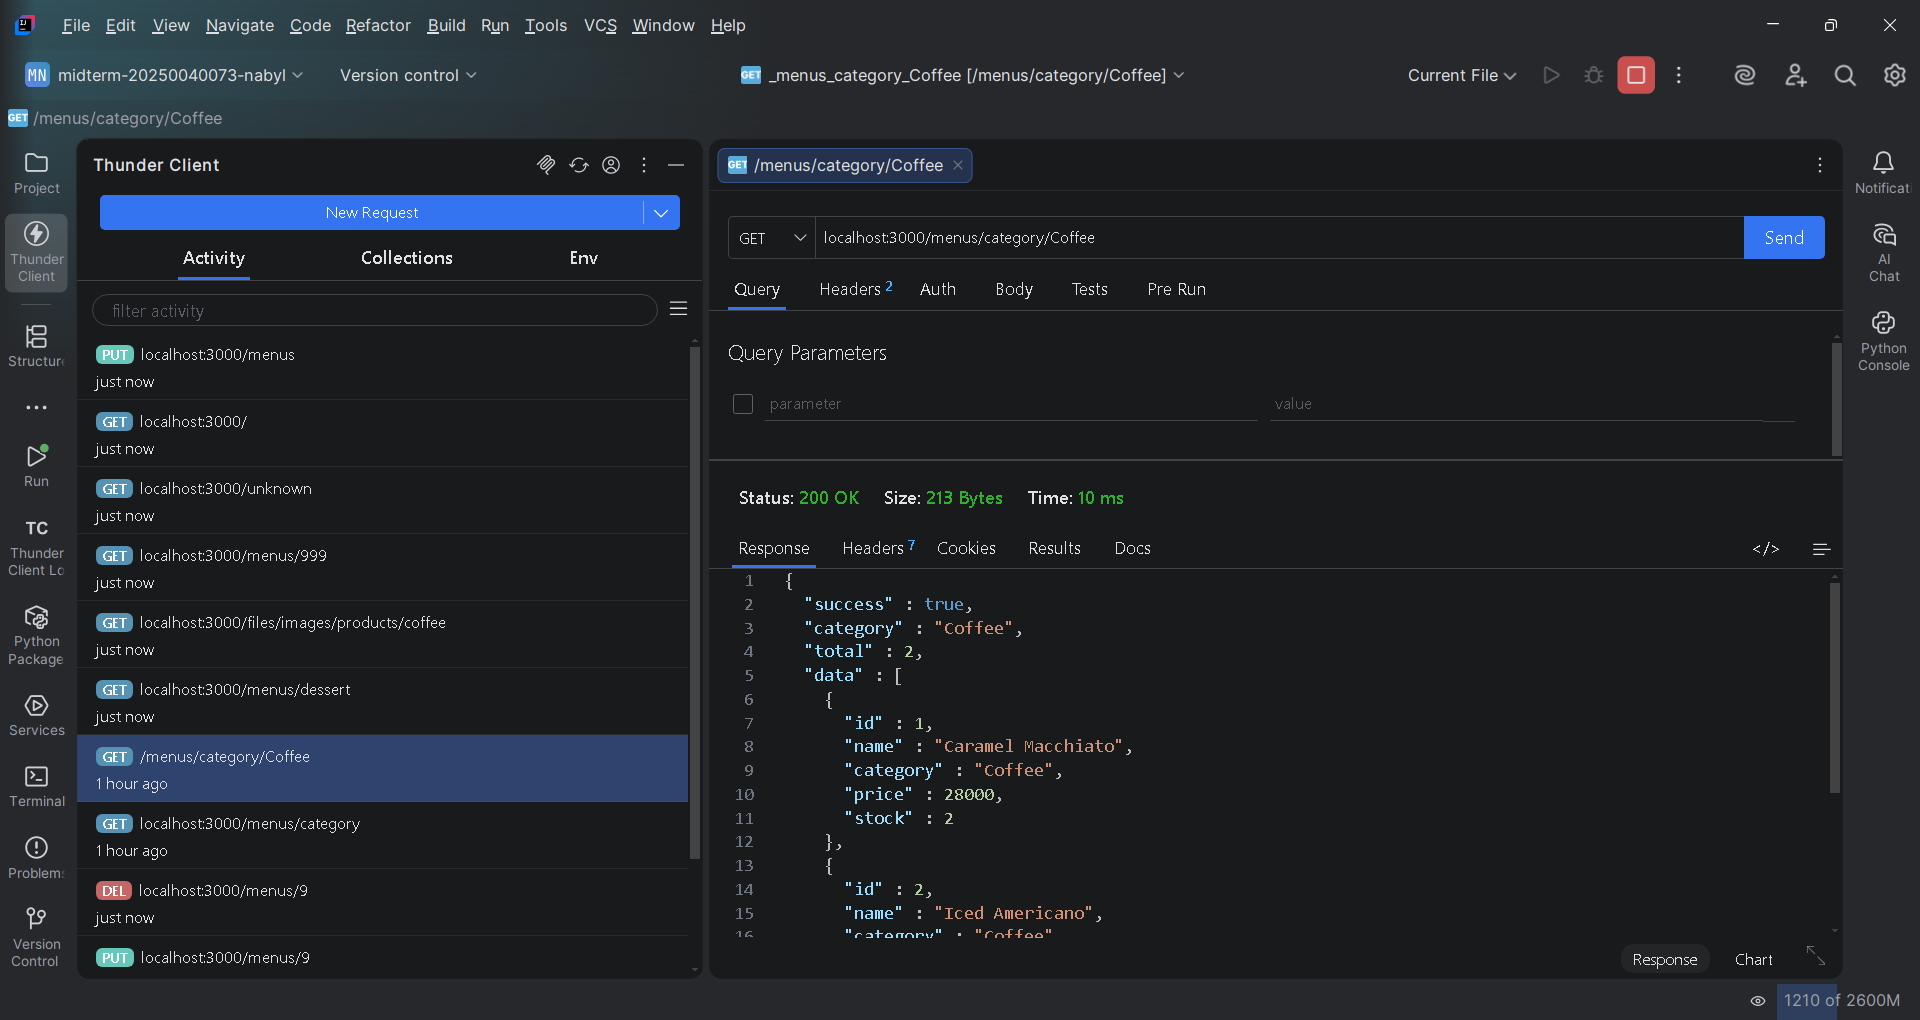 File Edit View Navigate Code Refactor Build Run Tools VCS Window Help
MN midterm-20250040073-nabyl Version control GET _menus_category_Coffee [/menus/category/Coffee] Current File
GET /menus/category/Coffee
Project
Thunder Client
Structure
Run
TC
Thunder Client Lo
Python Package
Services
Terminal
Problems
Version Control
Thunder Client
New Request
Activity Collections Env
filter activity
PUT localhost:3000/menus
just now
GET localhost:3000/
just now
GET localhost:3000/unknown
just now
GET localhost:3000/menus/999
just now
GET localhost:3000/files/images/products/coffee
just now
GET localhost:3000/menus/dessert
just now
GET /menus/category/Coffee
1 hour ago
GET localhost:3000/menus/category
1 hour ago
DEL localhost:3000/menus/9
just now
PUT localhost:3000/menus/9
GET /menus/category/Coffee
GET localhost:3000/menus/category/Coffee Send
Query Headers 2 Auth Body Tests Pre Run
Query Parameters
parameter value
Status: 200 OK Size: 213 Bytes Time: 10 ms
Response Headers 7 Cookies Results Docs </>
1 {
2 "success" : true,
3 "category" : "Coffee",
4 "total" : 2,
5 "data" : [
6 {
7 "id" : 1,
8 "name" : "Caramel Macchiato",
9 "category" : "Coffee",
10 "price" : 28000,
11 "stock" : 2
12 },
13 {
14 "id" : 2,
15 "name" : "Iced Americano",
16 "category" : "Coffee"
Response Chart
Notificati
AI Chat
Python Console
1210 of 2600M